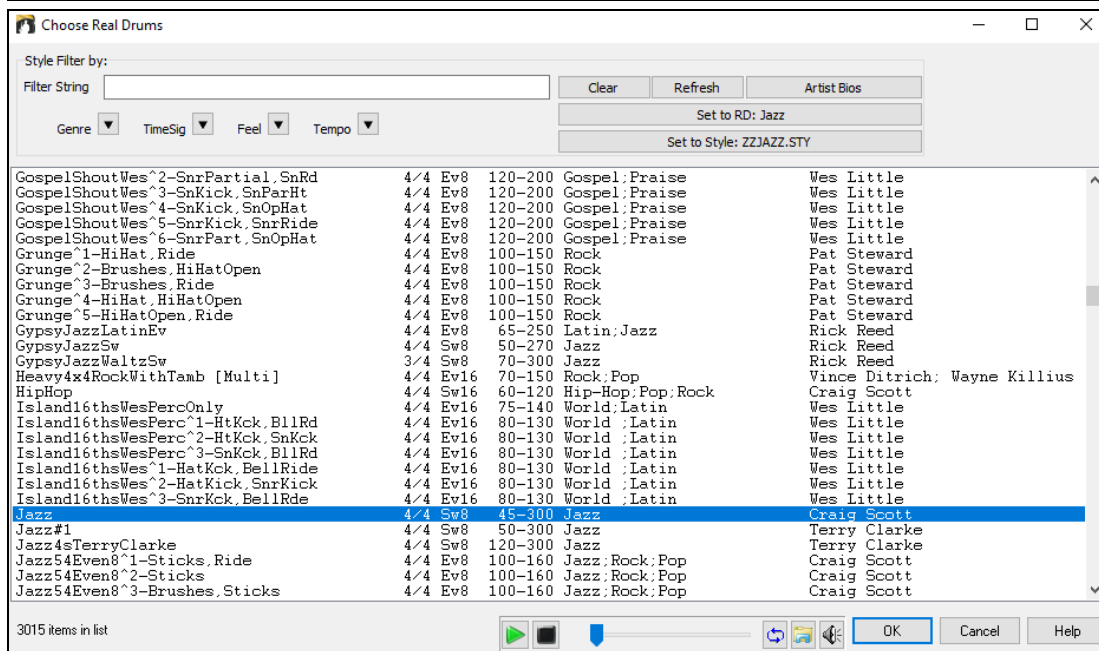 Choose Real Drums
Style Filter by:
Filter String
Clear Refresh Artist Bios
Set to RD: Jazz
Genre TimeSig Feel Tempo
Set to Style: ZZJAZZ.STY
GospelShoutWes^2-SnrPartial,SnRd 4/4 Ev8 120-200 Gospel;Praise Wes Little
GospelShoutWes^3-SnKick,SnParHt 4/4 Ev8 120-200 Gospel;Praise Wes Little
GospelShoutWes^4-SnKick,SnOpHat 4/4 Ev8 120-200 Gospel;Praise Wes Little
GospelShoutWes^5-SnrKick,SnrRide 4/4 Ev8 120-200 Gospel;Praise Wes Little
GospelShoutWes^6-SnrPart,SnOpHat 4/4 Ev8 120-200 Gospel;Praise Wes Little
Grunge^1-HiHat,Ride 4/4 Ev8 100-150 Rock Pat Steward
Grunge^2-Brushes,HiHatOpen 4/4 Ev8 100-150 Rock Pat Steward
Grunge^3-Brushes,Ride 4/4 Ev8 100-150 Rock Pat Steward
Grunge^4-HiHat,HiHatOpen 4/4 Ev8 100-150 Rock Pat Steward
Grunge^5-HiHatOpen,Ride 4/4 Ev8 100-150 Rock Pat Steward
GypsyJazzLatinEv 4/4 Ev8 65-250 Latin;Jazz Rick Reed
GypsyJazzSw 4/4 Sw8 50-270 Jazz Rick Reed
GypsyJazzWaltzSw 3/4 Sw8 70-300 Jazz Rick Reed
Heavy4x4RockWithTamb [Multi] 4/4 Ev16 70-150 Rock;Pop Vince Ditrich; Wayne Killius
HipHop 4/4 Sw16 60-120 Hip-Hop;Pop;Rock Craig Scott
Island16thsWesPercOnly 4/4 Ev16 75-140 World;Latin Wes Little
Island16thsWesPerc^1-HtKck,BllRd 4/4 Ev16 80-130 World ;Latin Wes Little
Island16thsWesPerc^2-HtKck,SnKck 4/4 Ev16 80-130 World ;Latin Wes Little
Island16thsWesPerc^3-SnKck,BllRd 4/4 Ev16 80-130 World ;Latin Wes Little
Island16thsWes^1-HatKck,BellRide 4/4 Ev16 80-130 World ;Latin Wes Little
Island16thsWes^2-HatKick,SnrKick 4/4 Ev16 80-130 World ;Latin Wes Little
Island16thsWes^3-SnrKck,BellRde 4/4 Ev16 80-130 World ;Latin Wes Little
Jazz 4/4 Sw8 45-300 Jazz Craig Scott
Jazz#1 4/4 Sw8 50-300 Jazz Terry Clarke
Jazz4sTerryClarke 4/4 Sw8 120-300 Jazz Terry Clarke
Jazz54Even8^1-Sticks,Ride 4/4 Ev8 100-160 Jazz;Rock;Pop Craig Scott
Jazz54Even8^2-Sticks 4/4 Ev8 100-160 Jazz;Rock;Pop Craig Scott
Jazz54Even8^3-Brushes,Sticks 4/4 Ev8 100-160 Jazz;Rock;Pop Craig Scott
3015 items in list OK Cancel Help